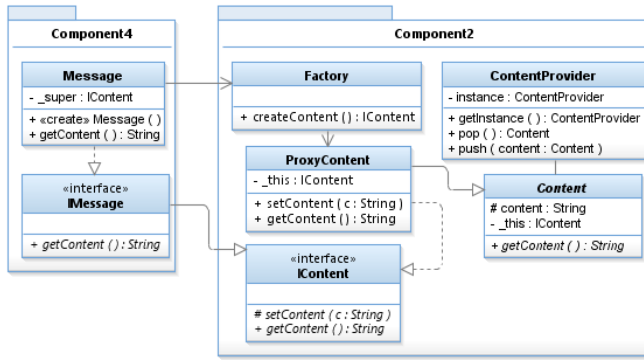 Component4
Message
- _super : IContent
+ «create» Message ( )
+ getContent ( ) : String
«interface»
IMessage
+ getContent ( ) : String
Component2
Factory
+ createContent ( ) : IContent
ProxyContent
- _this : IContent
+ setContent ( c : String )
+ getContent ( ) : String
«interface»
IContent
# setContent ( c : String )
+ getContent ( ) : String
ContentProvider
- instance : ContentProvider
+ getInstance ( ) : ContentProvider
+ pop ( ) : Content
+ push ( content : Content )
Content
# content : String
- _this : IContent
+ getContent ( ) : String